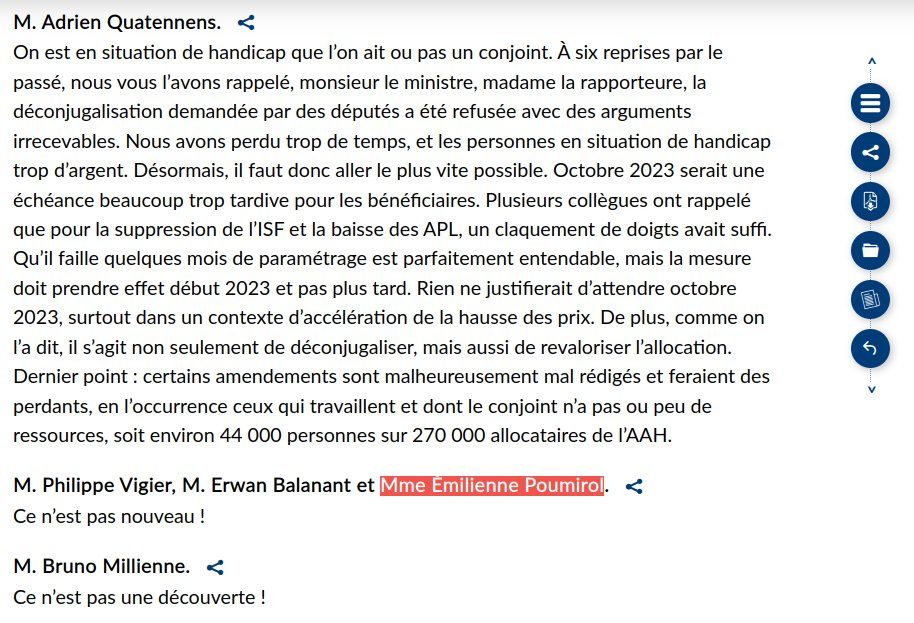 M. Adrien Quatennens.
On est en situation de handicap que l’on ait ou pas un conjoint. À six reprises par le
passé, nous vous l’avons rappelé, monsieur le ministre, madame la rapporteure, la
déconjugalisation demandée par des députés a été refusée avec des arguments
irrecevables. Nous avons perdu trop de temps, et les personnes en situation de handicap
trop d’argent. Désormais, il faut donc aller le plus vite possible. Octobre 2023 serait une
échéance beaucoup trop tardive pour les bénéficiaires. Plusieurs collègues ont rappelé
que pour la suppression de l’ISF et la baisse des APL, un claquement de doigts avait suffi.
Qu’il faille quelques mois de paramétrage est parfaitement entendable, mais la mesure
doit prendre effet début 2023 et pas plus tard. Rien ne justifierait d’attendre octobre
2023, surtout dans un contexte d’accélération de la hausse des prix. De plus, comme on
l’a dit, il s’agit non seulement de déconjugaliser, mais aussi de revaloriser l’allocation.
Dernier point : certains amendements sont malheureusement mal rédigés et feraient des
perdants, en l’occurrence ceux qui travaillent et dont le conjoint n’a pas ou peu de
ressources, soit environ 44 000 personnes sur 270 000 allocataires de l’AAH.
M. Philippe Vigier, M. Erwan Balanant et Mme Émilienne Poumirol.
Ce n’est pas nouveau !
M. Bruno Millienne.
Ce n’est pas une découverte !